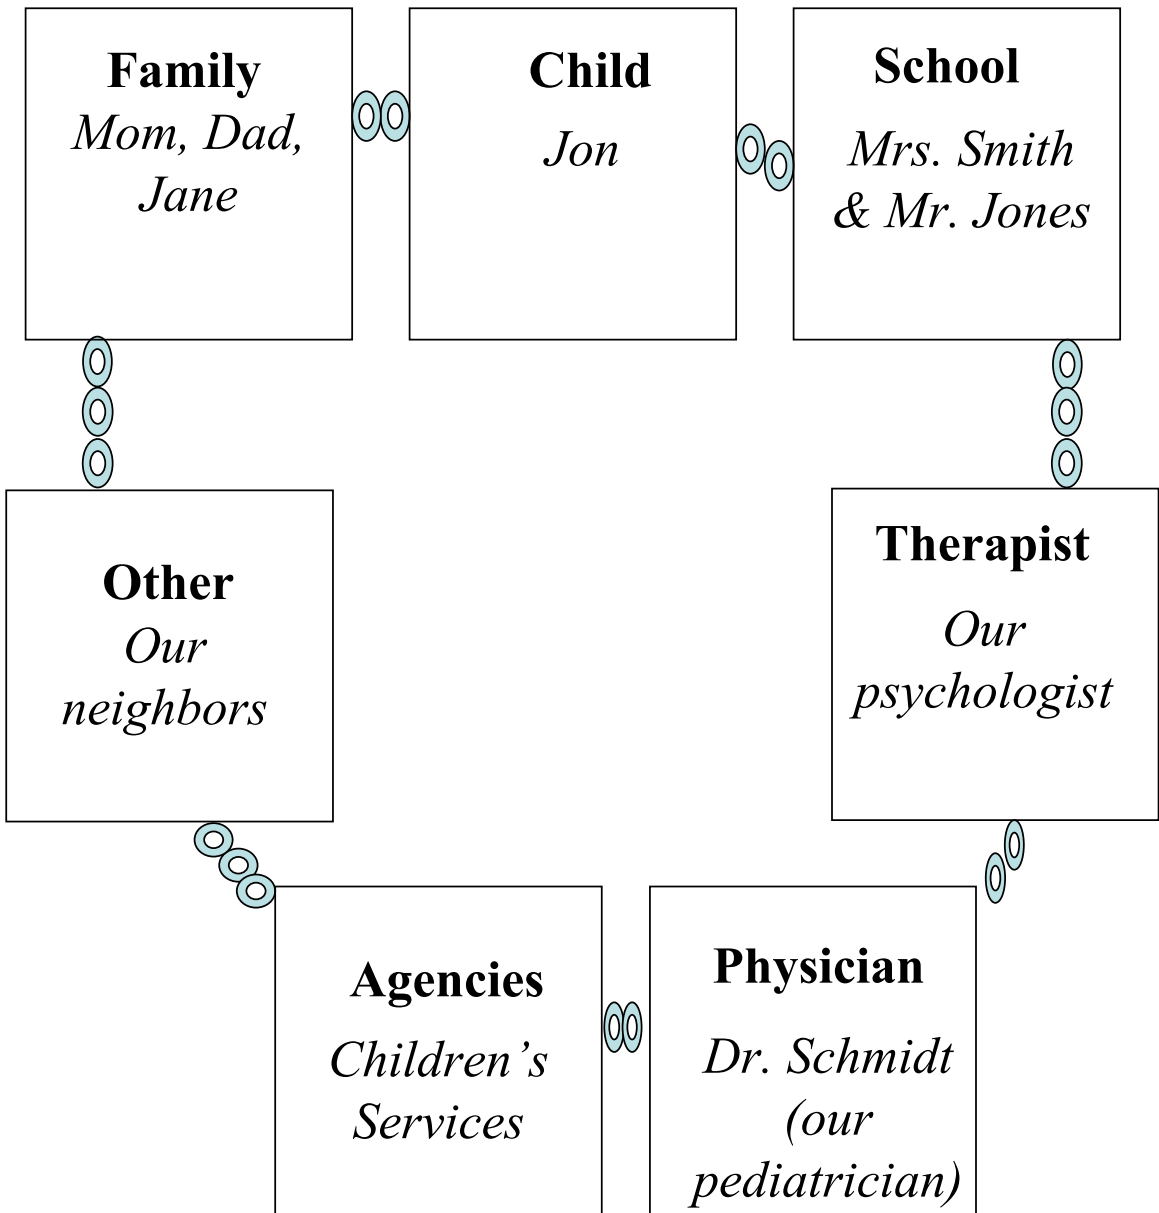 Family
Mom, Dad,
Jane
Child
Jon
School
Mrs. Smith
& Mr. Jones
Other
Our
neighbors
Therapist
Our
psychologist
Agencies
Children’s
Services
Physician
Dr. Schmidt
(our
pediatrician)